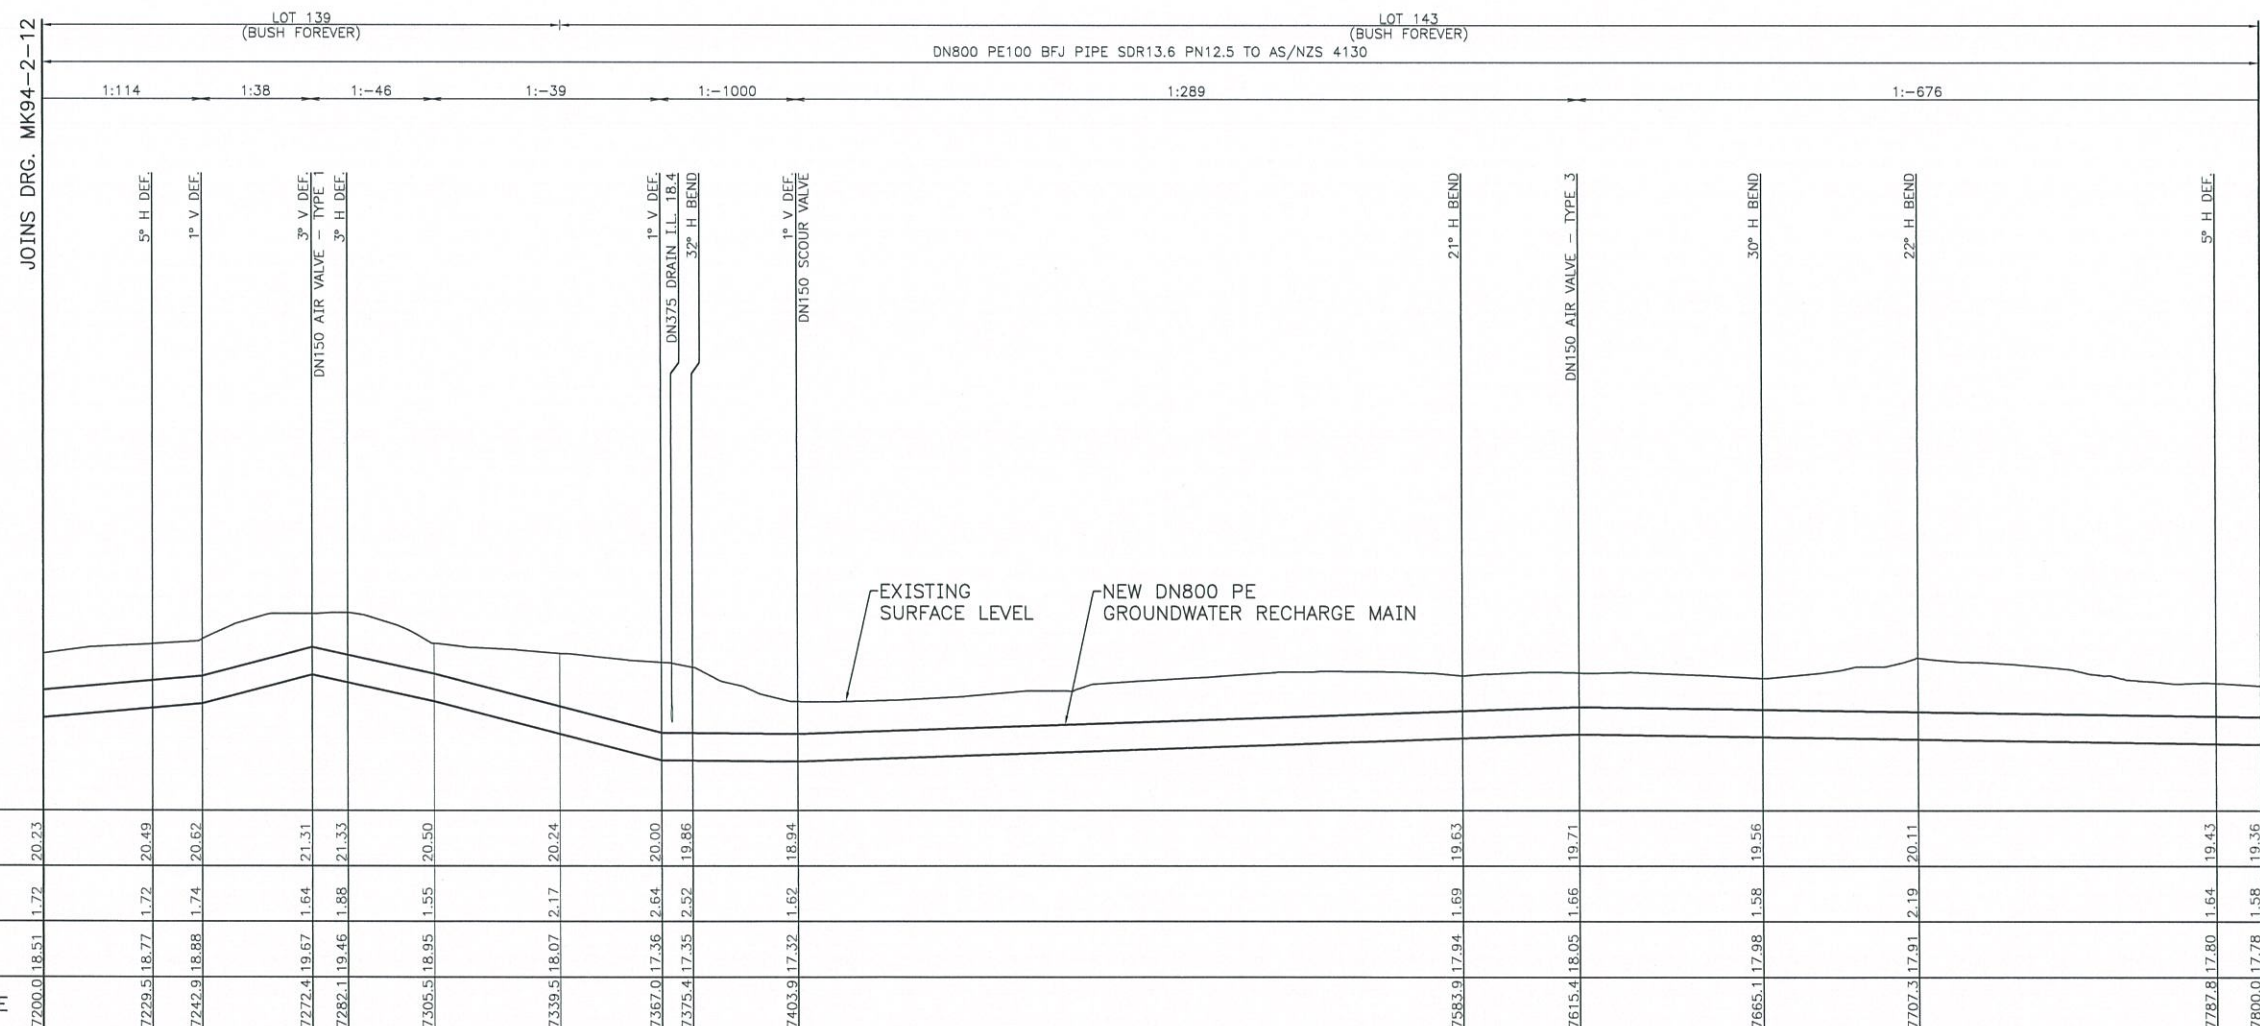 LOT 139
(BUSH FOREVER)
LOT 143
(BUSH FOREVER)
DN800 PE100 BFJ PIPE SDR13.6 PN12.5 TO AS/NZS 4130
1:114
1:38
1:-46
1:-39
1:-1000
1:289
1:-676
JOINS DRG. MK94-2-12
5° H DEF.
1° V DEF.
3° V DEF.
DN150 AIR VALVE - TYPE 1
3° H DEF.
1° V DEF.
DN375 DRAIN I.L. 18.4
32° H BEND
1° V DEF.
DN150 SCOUR VALVE
21° H BEND
DN150 AIR VALVE - TYPE 3
30° H BEND
22° H BEND
5° H DEF.
EXISTING
SURFACE LEVEL
NEW DN800 PE
GROUNDWATER RECHARGE MAIN
20.23 20.49 20.62 21.31 21.33 20.50 20.24 20.00 19.86 18.94 19.63 19.71 19.56 20.11 19.43 19.36
1.72 1.72 1.74 1.64 1.88 1.55 2.17 2.64 2.52 1.62 1.69 1.66 1.58 2.19 1.64 1.58
18.51 18.77 18.88 19.67 19.46 18.95 18.07 17.36 17.35 17.32 17.94 18.05 17.98 17.91 17.80 17.78
7200.0 7229.5 7242.9 7272.4 7282.1 7305.5 7339.5 7367.0 7375.4 7403.9 7583.9 7615.4 7665.1 7707.3 7787.8 7800.0